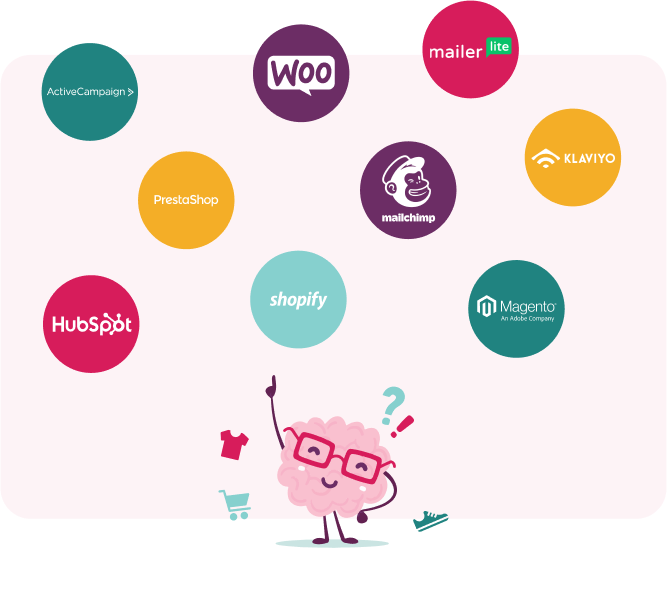 mailer lite
WOO
ActiveCampaign >
KLAVIYO
PrestaShop
mailchimp
shopify
Magento
An Adobe Company
HubSpot
?!